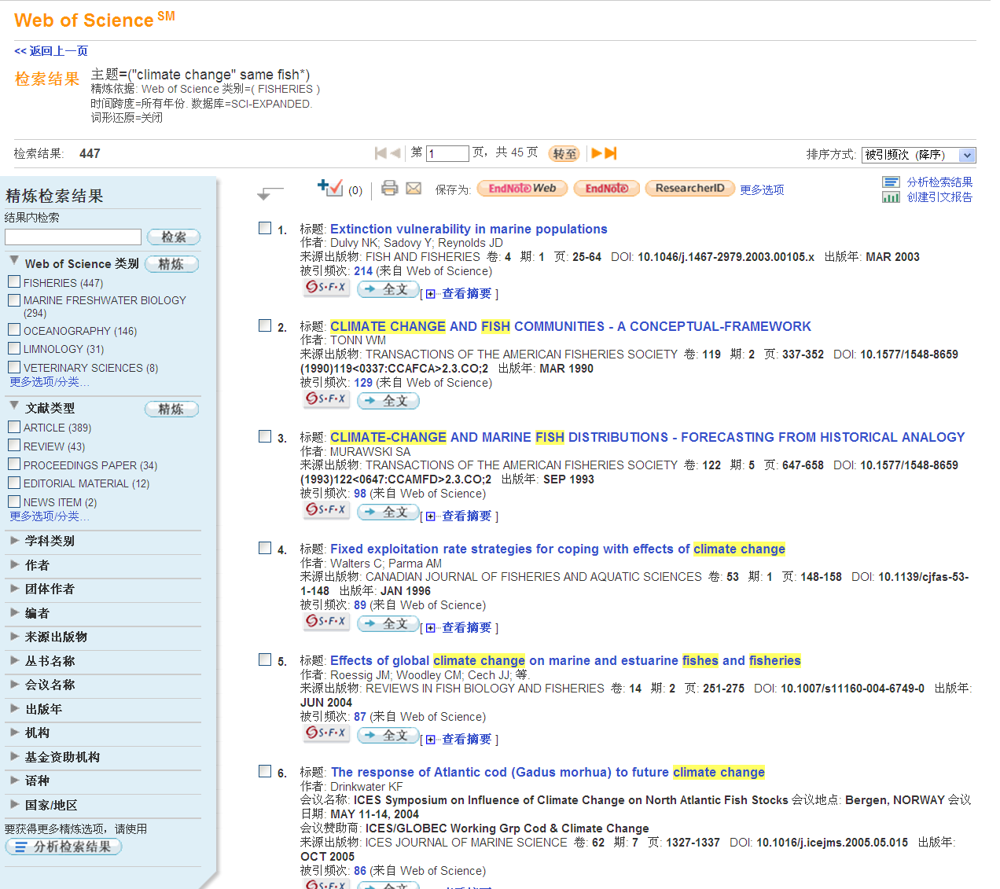 Web of Science SM
<< 返回上一页
检索结果 主题=("climate change" same fish*)
精炼依据: Web of Science 类别=( FISHERIES )
时间跨度=所有年份. 数据库=SCI-EXPANDED.
词形还原=关闭
检索结果: 447 第 1 页，共 45 页 转至 排序方式: 被引频次 (降序)
精炼检索结果
结果内检索
检索
Web of Science 类别 精炼
FISHERIES (447)
MARINE FRESHWATER BIOLOGY
(294)
OCEANOGRAPHY (146)
LIMNOLOGY (31)
VETERINARY SCIENCES (8)
更多选项/分类...
文献类型 精炼
ARTICLE (389)
REVIEW (43)
PROCEEDINGS PAPER (34)
EDITORIAL MATERIAL (12)
NEWS ITEM (2)
更多选项/分类...
学科类别
作者
团体作者
编者
来源出版物
丛书名称
会议名称
出版年
机构
基金资助机构
语种
国家/地区
要获得更多精炼选项，请使用
分析检索结果
(0) 保存为: EndNote Web EndNote ResearcherID 更多选项
分析检索结果
创建引文报告
1. 标题: Extinction vulnerability in marine populations
作者: Dulvy NK; Sadovy Y; Reynolds JD
来源出版物: FISH AND FISHERIES 卷: 4 期: 1 页: 25-64 DOI: 10.1046/j.1467-2979.2003.00105.x 出版年: MAR 2003
被引频次: 214 (来自 Web of Science)
S·F·X 全文 [ 查看摘要 ]
2. 标题: CLIMATE CHANGE AND FISH COMMUNITIES - A CONCEPTUAL-FRAMEWORK
作者: TONN WM
来源出版物: TRANSACTIONS OF THE AMERICAN FISHERIES SOCIETY 卷: 119 期: 2 页: 337-352 DOI: 10.1577/1548-8659
(1990)119<0337:CCAFCA>2.3.CO;2 出版年: MAR 1990
被引频次: 129 (来自 Web of Science)
S·F·X 全文
3. 标题: CLIMATE-CHANGE AND MARINE FISH DISTRIBUTIONS - FORECASTING FROM HISTORICAL ANALOGY
作者: MURAWSKI SA
来源出版物: TRANSACTIONS OF THE AMERICAN FISHERIES SOCIETY 卷: 122 期: 5 页: 647-658 DOI: 10.1577/1548-8659
(1993)122<0647:CCAMFD>2.3.CO;2 出版年: SEP 1993
被引频次: 98 (来自 Web of Science)
S·F·X 全文 [ 查看摘要 ]
4. 标题: Fixed exploitation rate strategies for coping with effects of climate change
作者: Walters C; Parma AM
来源出版物: CANADIAN JOURNAL OF FISHERIES AND AQUATIC SCIENCES 卷: 53 期: 1 页: 148-158 DOI: 10.1139/cjfas-53-
1-148 出版年: JAN 1996
被引频次: 89 (来自 Web of Science)
S·F·X 全文 [ 查看摘要 ]
5. 标题: Effects of global climate change on marine and estuarine fishes and fisheries
作者: Roessig JM; Woodley CM; Cech JJ; 等.
来源出版物: REVIEWS IN FISH BIOLOGY AND FISHERIES 卷: 14 期: 2 页: 251-275 DOI: 10.1007/s11160-004-6749-0 出版年:
JUN 2004
被引频次: 87 (来自 Web of Science)
S·F·X 全文 [ 查看摘要 ]
6. 标题: The response of Atlantic cod (Gadus morhua) to future climate change
作者: Drinkwater KF
会议名称: ICES Symposium on Influence of Climate Change on North Atlantic Fish Stocks 会议地点: Bergen, NORWAY 会议
日期: MAY 11-14, 2004
会议赞助商: ICES/GLOBEC Working Grp Cod & Climate Change
来源出版物: ICES JOURNAL OF MARINE SCIENCE 卷: 62 期: 7 页: 1327-1337 DOI: 10.1016/j.icejms.2005.05.015 出版年:
OCT 2005
被引频次: 86 (来自 Web of Science)